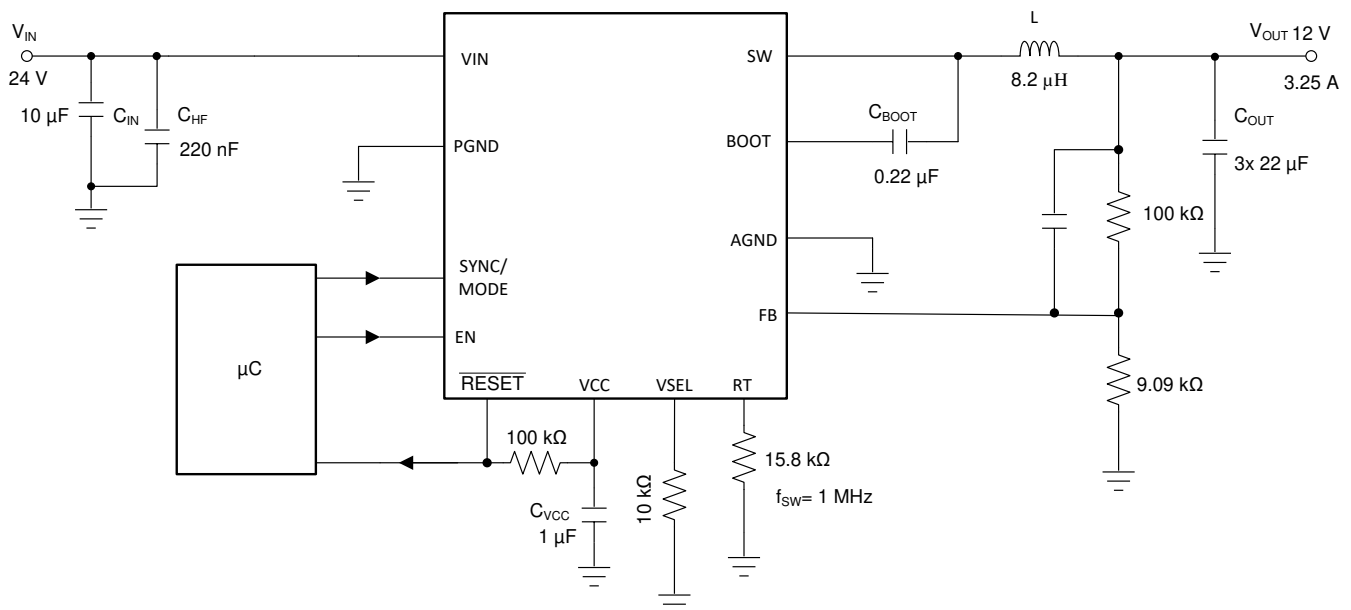 V_IN
24 V
10 µF
C_IN
C_HF
220 nF
VIN
PGND
SYNC/
MODE
EN
RESET
VCC
VSEL
RT
SW
BOOT
AGND
FB
µC
100 kΩ
C_VCC
1 µF
10 kΩ
15.8 kΩ
f_SW= 1 MHz
C_BOOT
0.22 µF
L
8.2 µH
V_OUT 12 V
3.25 A
C_OUT
3x 22 µF
100 kΩ
9.09 kΩ